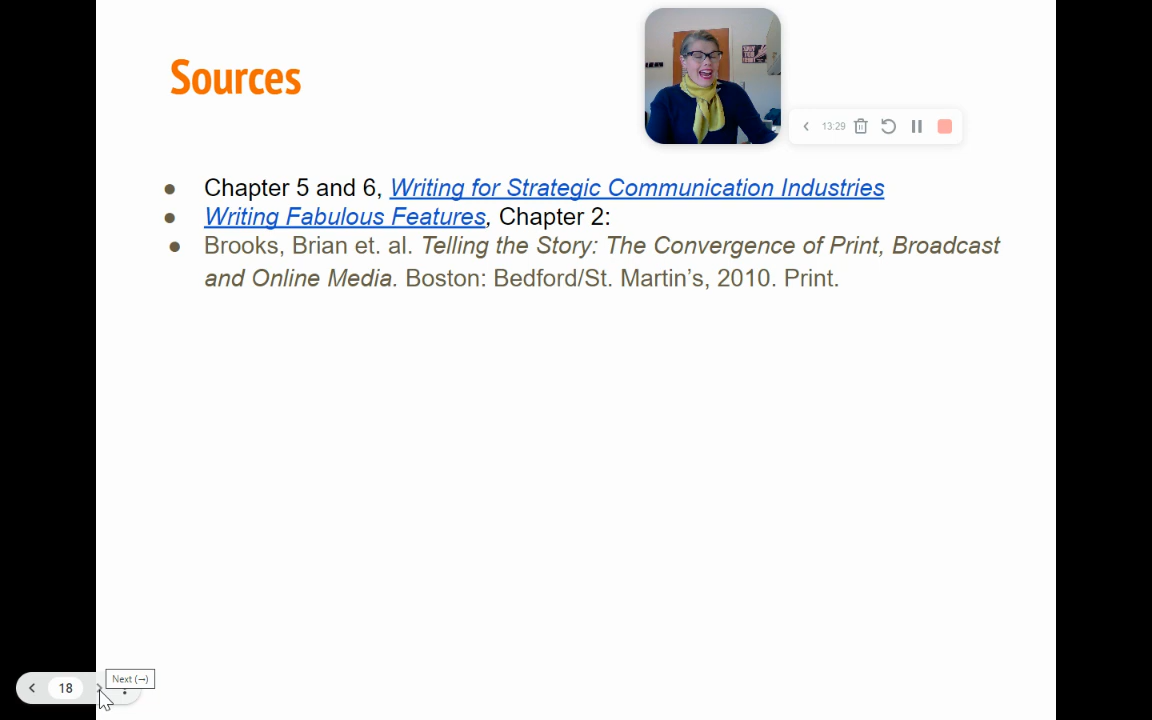 Sources
13:29
● Chapter 5 and 6, Writing for Strategic Communication Industries
● Writing Fabulous Features, Chapter 2:
● Brooks, Brian et. al. Telling the Story: The Convergence of Print, Broadcast
and Online Media. Boston: Bedford/St. Martin’s, 2010. Print.
Next (→)
18